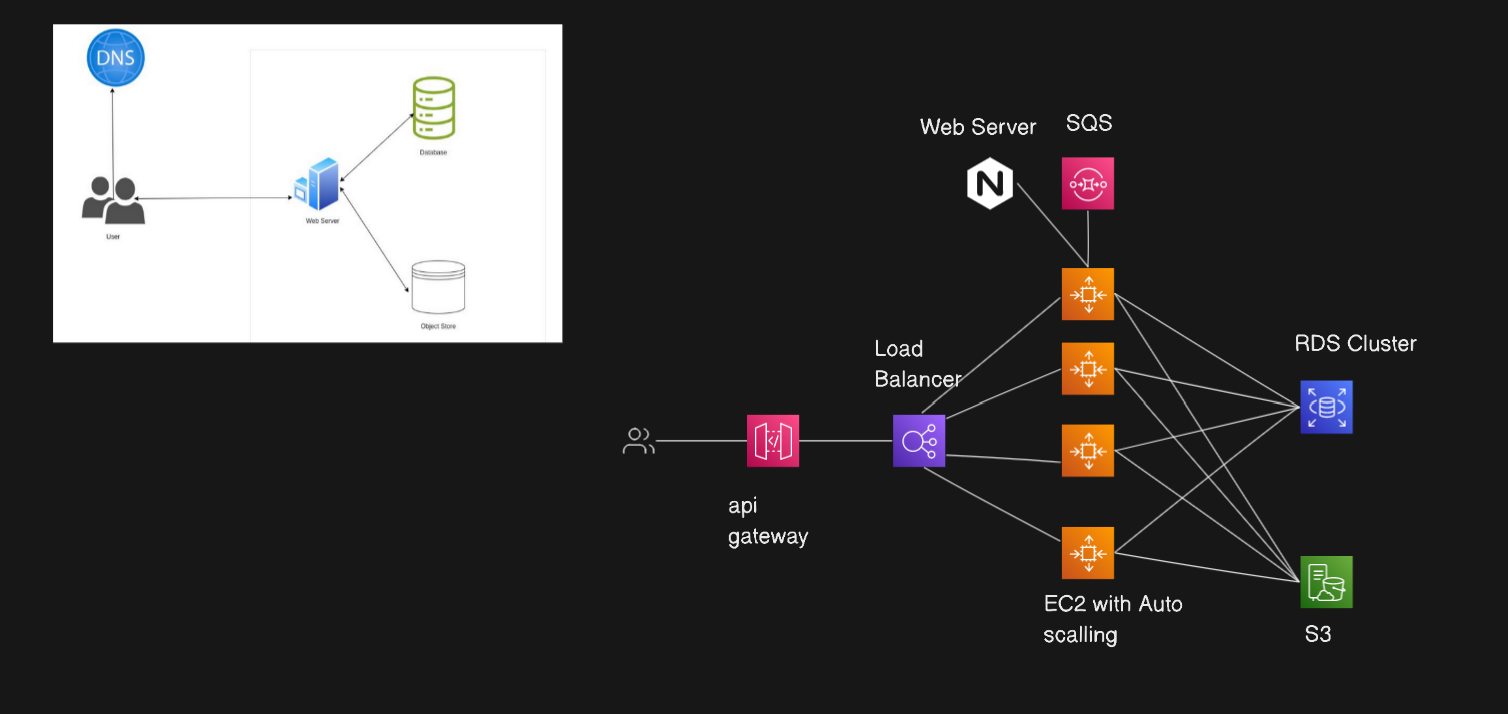 DNS
Database
Web Server
User
Object Store
Web Server
SQS
N
Load
Balancer
RDS Cluster
api
gateway
</>
EC2 with Auto
scalling
S3